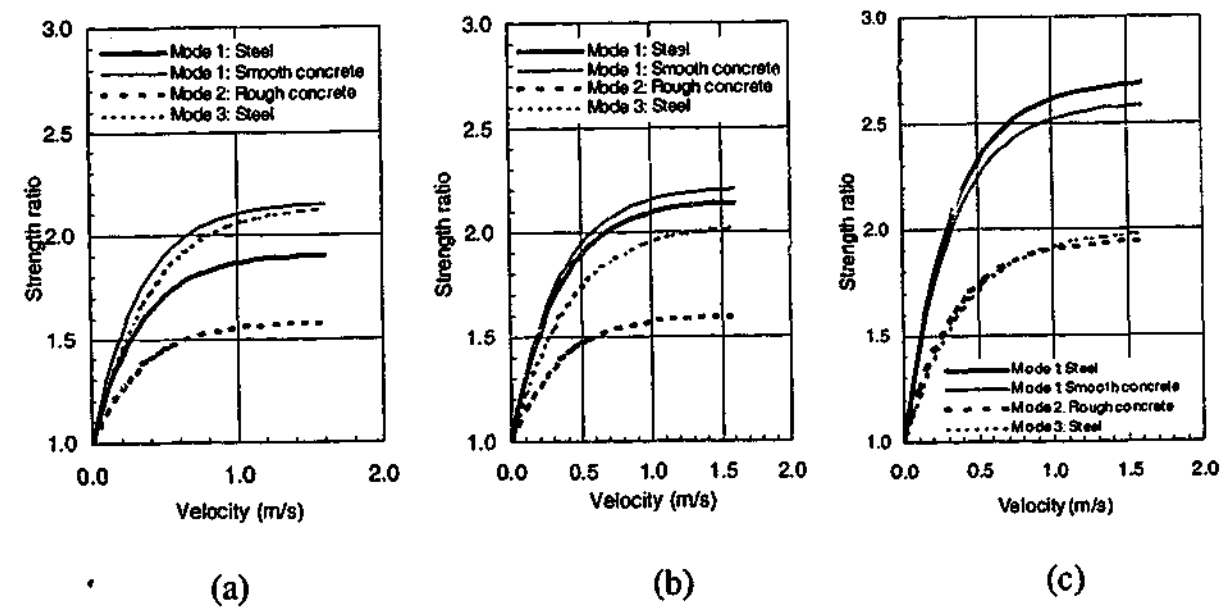 3.0
2.5
2.0
1.5
1.0
Strength ratio
Mode 1: Steel
Mode 1: Smooth concrete
Mode 2: Rough concrete
Mode 3: Steel
0.0 1.0 2.0
Velocity (m/s)
(a)
3.0
2.5
2.0
1.5
1.0
Strength ratio
Mode 1: Steel
Mode 1: Smooth concrete
Mode 2: Rough concrete
Mode 3: Steel
0.0 0.5 1.0 1.5 2.0
Velocity (m/s)
(b)
3.0
2.5
2.0
1.5
1.0
Strength ratio
Mode 1: Steel
Mode 1: Smooth concrete
Mode 2: Rough concrete
Mode 3: Steel
0.0 0.5 1.0 1.5 2.0
Velocity (m/s)
(c)